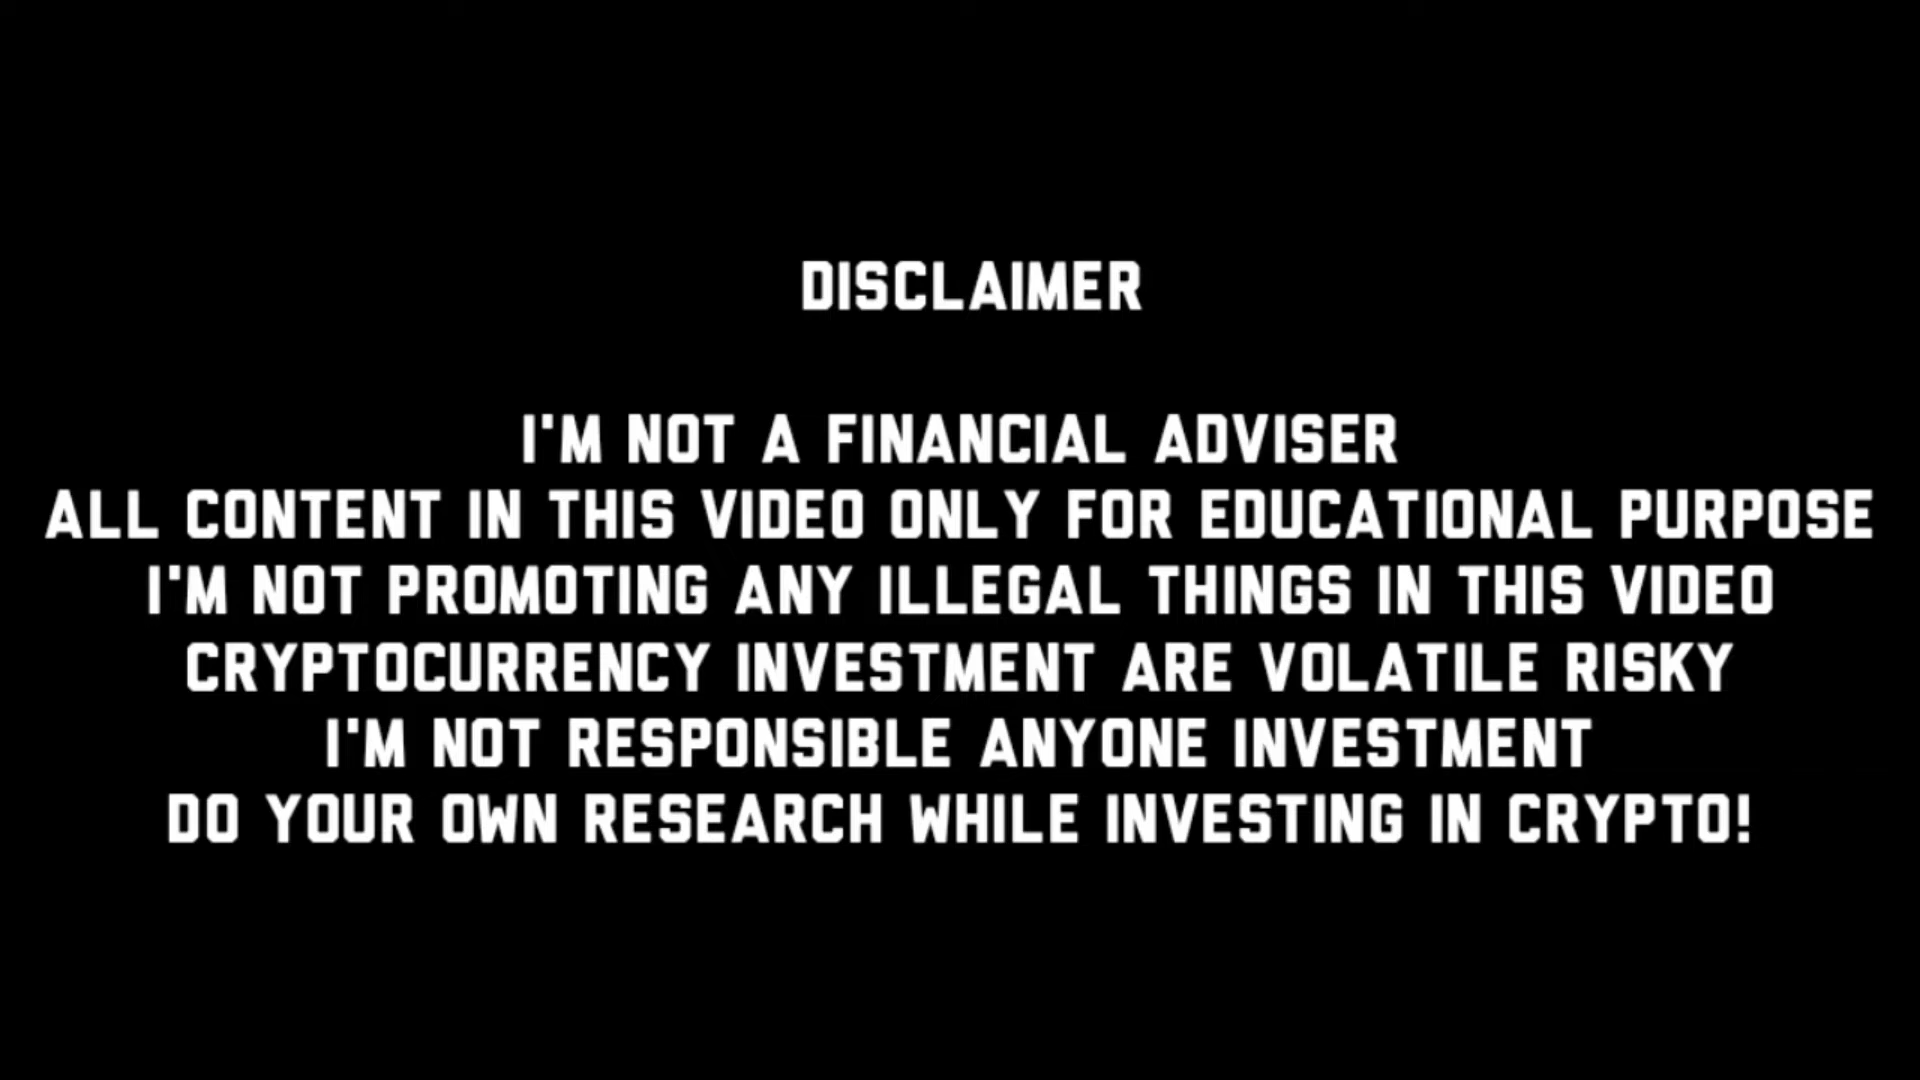 DISCLAIMER
I'M NOT A FINANCIAL ADVISER
ALL CONTENT IN THIS VIDEO ONLY FOR EDUCATIONAL PURPOSE
I'M NOT PROMOTING ANY ILLEGAL THINGS IN THIS VIDEO
CRYPTOCURRENCY INVESTMENT ARE VOLATILE RISKY
I'M NOT RESPONSIBLE ANYONE INVESTMENT
DO YOUR OWN RESEARCH WHILE INVESTING IN CRYPTO!